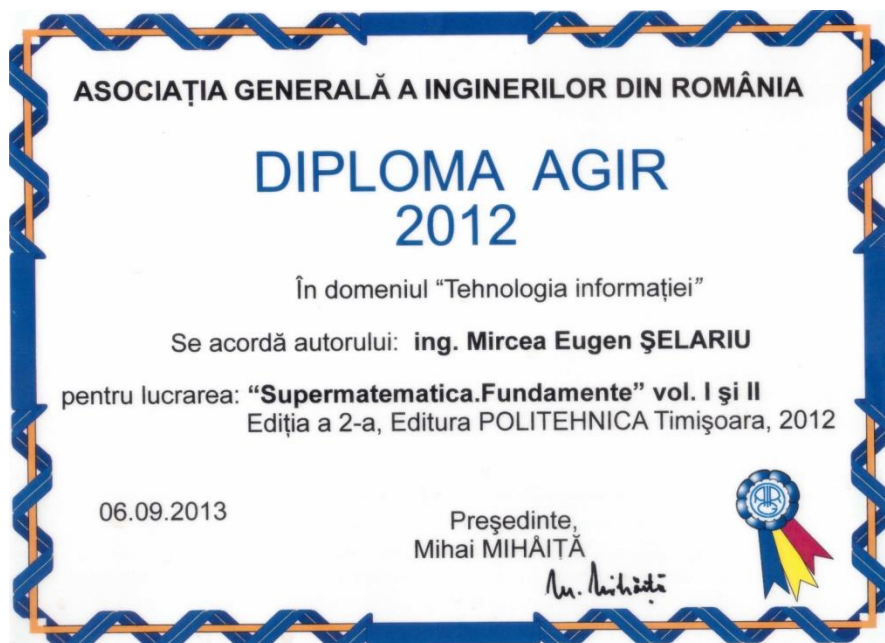 ASOCIAȚIA GENERALĂ A INGINERILOR DIN ROMÂNIA
DIPLOMA AGIR
2012
În domeniul “Tehnologia informației”
Se acordă autorului: ing. Mircea Eugen ŞELARIU
pentru lucrarea: “Supermatematica.Fundamente” vol. I şi II
Ediția a 2-a, Editura POLITEHNICA Timişoara, 2012
06.09.2013
Preşedinte,
Mihai MIHĂIȚĂ
M. Mihăiță